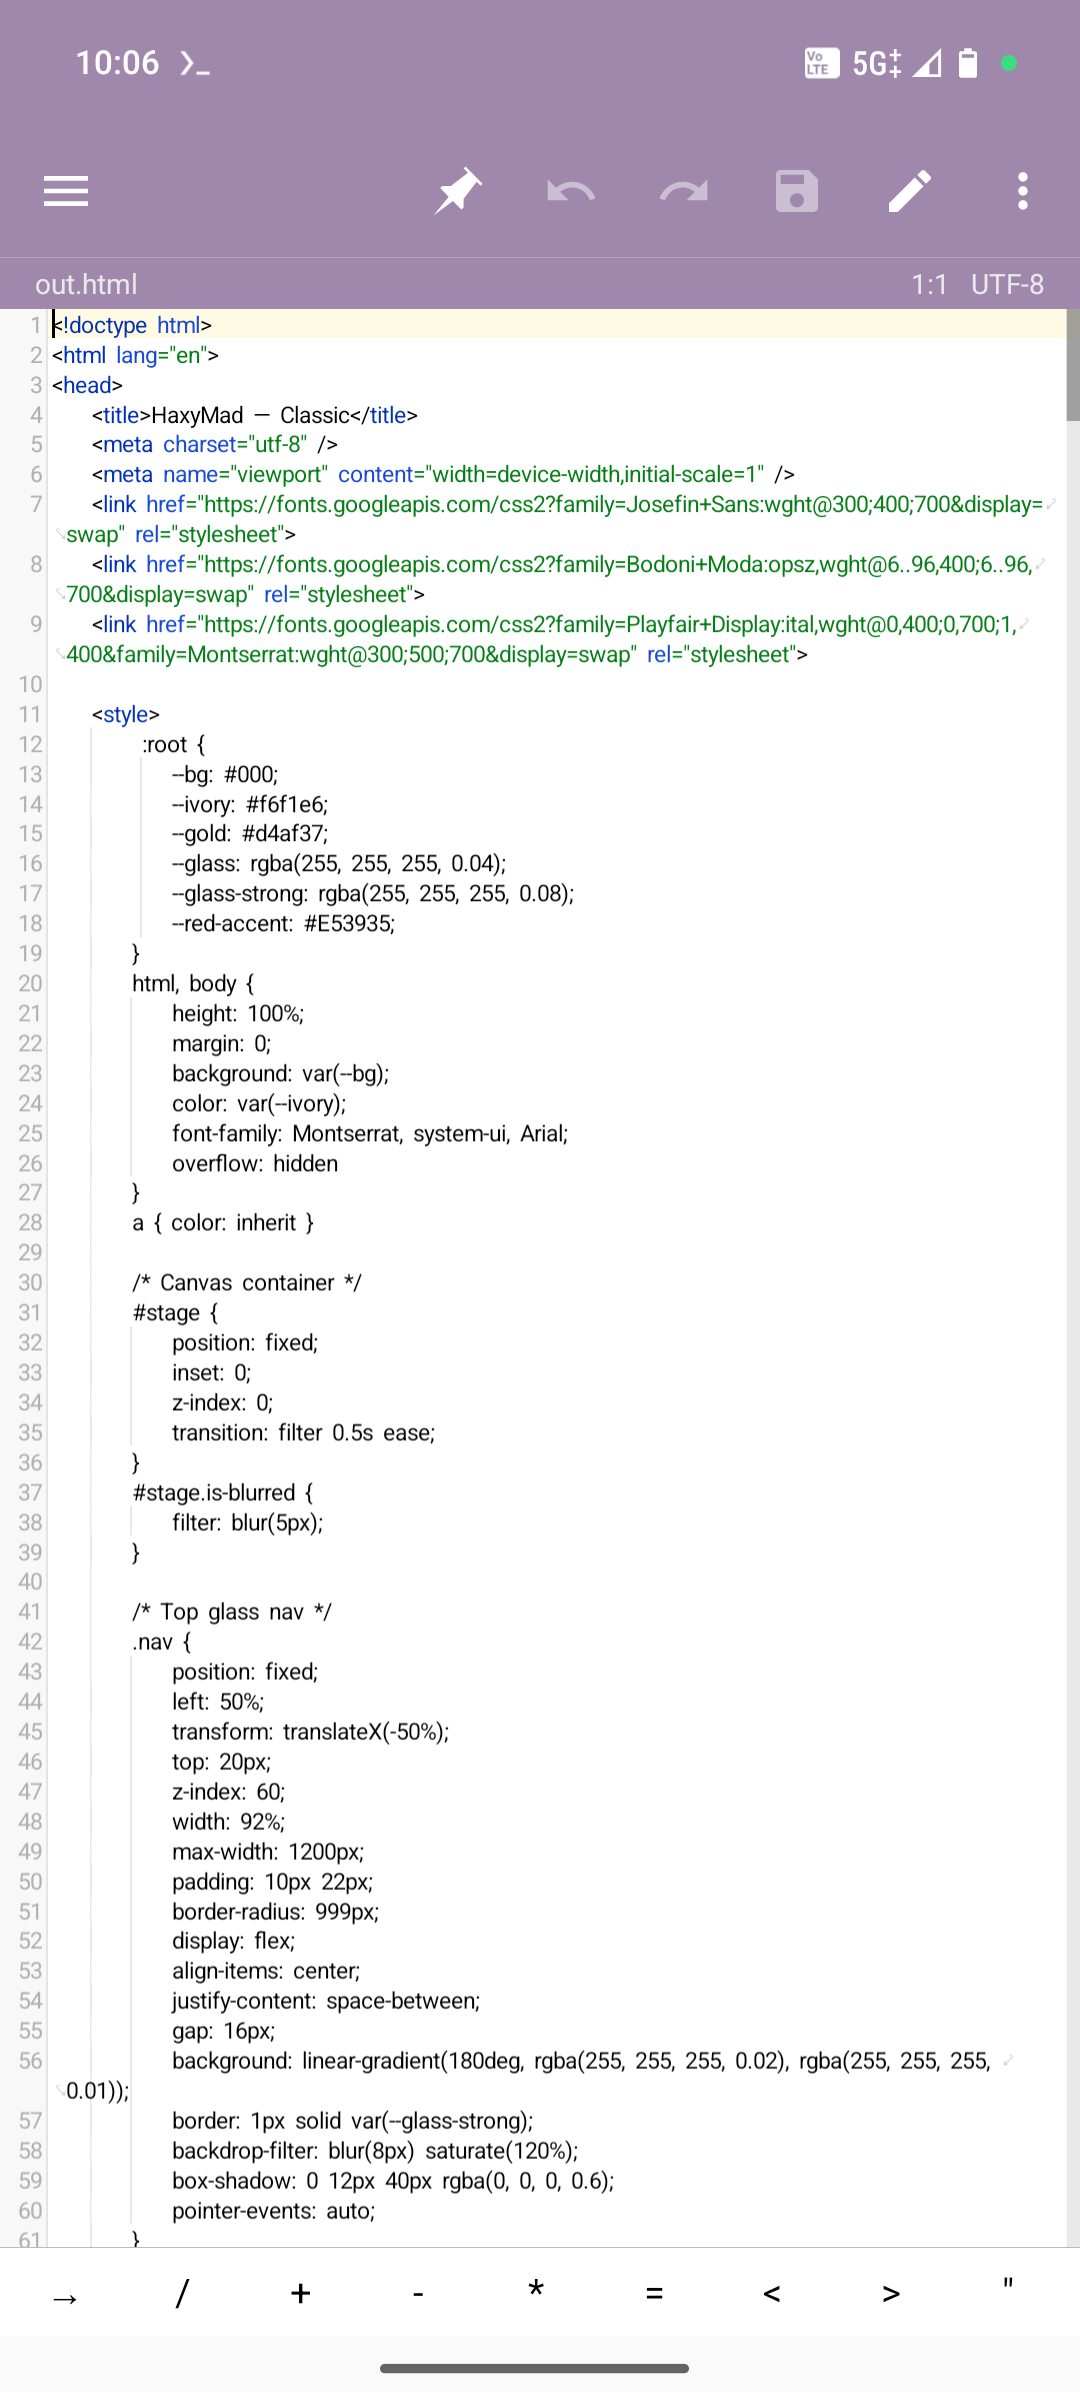 10:06 >_ Vo LTE 5G‡
out.html 1:1 UTF-8
1 <!doctype html>
2 <html lang="en">
3 <head>
4 <title>HaxyMad — Classic</title>
5 <meta charset="utf-8" />
6 <meta name="viewport" content="width=device-width,initial-scale=1" />
7 <link href="https://fonts.googleapis.com/css2?family=Josefin+Sans:wght@300;400;700&display=
swap" rel="stylesheet">
8 <link href="https://fonts.googleapis.com/css2?family=Bodoni+Moda:opsz,wght@6..96,400;6..96,
700&display=swap" rel="stylesheet">
9 <link href="https://fonts.googleapis.com/css2?family=Playfair+Display:ital,wght@0,400;0,700;1,
400&family=Montserrat:wght@300;500;700&display=swap" rel="stylesheet">
10
11 <style>
12 :root {
13 --bg: #000;
14 --ivory: #f6f1e6;
15 --gold: #d4af37;
16 --glass: rgba(255, 255, 255, 0.04);
17 --glass-strong: rgba(255, 255, 255, 0.08);
18 --red-accent: #E53935;
19 }
20 html, body {
21 height: 100%;
22 margin: 0;
23 background: var(--bg);
24 color: var(--ivory);
25 font-family: Montserrat, system-ui, Arial;
26 overflow: hidden
27 }
28 a { color: inherit }
29
30 /* Canvas container */
31 #stage {
32 position: fixed;
33 inset: 0;
34 z-index: 0;
35 transition: filter 0.5s ease;
36 }
37 #stage.is-blurred {
38 filter: blur(5px);
39 }
40
41 /* Top glass nav */
42 .nav {
43 position: fixed;
44 left: 50%;
45 transform: translateX(-50%);
46 top: 20px;
47 z-index: 60;
48 width: 92%;
49 max-width: 1200px;
50 padding: 10px 22px;
51 border-radius: 999px;
52 display: flex;
53 align-items: center;
54 justify-content: space-between;
55 gap: 16px;
56 background: linear-gradient(180deg, rgba(255, 255, 255, 0.02), rgba(255, 255, 255,
0.01));
57 border: 1px solid var(--glass-strong);
58 backdrop-filter: blur(8px) saturate(120%);
59 box-shadow: 0 12px 40px rgba(0, 0, 0, 0.6);
60 pointer-events: auto;
61 }
→ / + - * = < > "